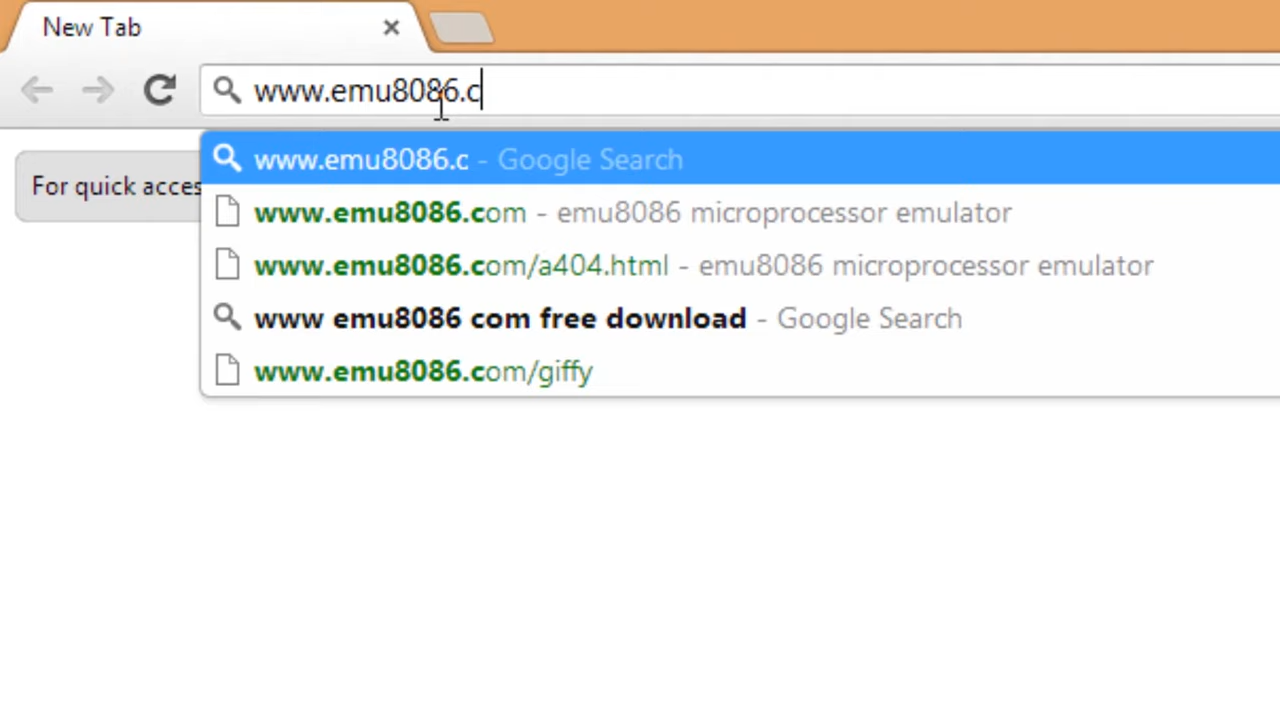 New Tab
www.emu8086.c
www.emu8086.c - Google Search
For quick acces
www.emu8086.com - emu8086 microprocessor emulator
www.emu8086.com/a404.html - emu8086 microprocessor emulator
www emu8086 com free download - Google Search
www.emu8086.com/giffy